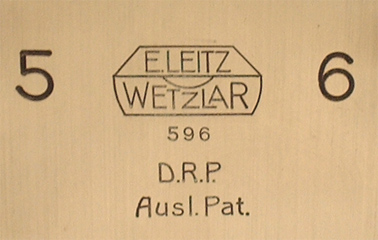 5 E. LEITZ 6
WETZLAR
596
D.R.P.
Ausl. Pat.